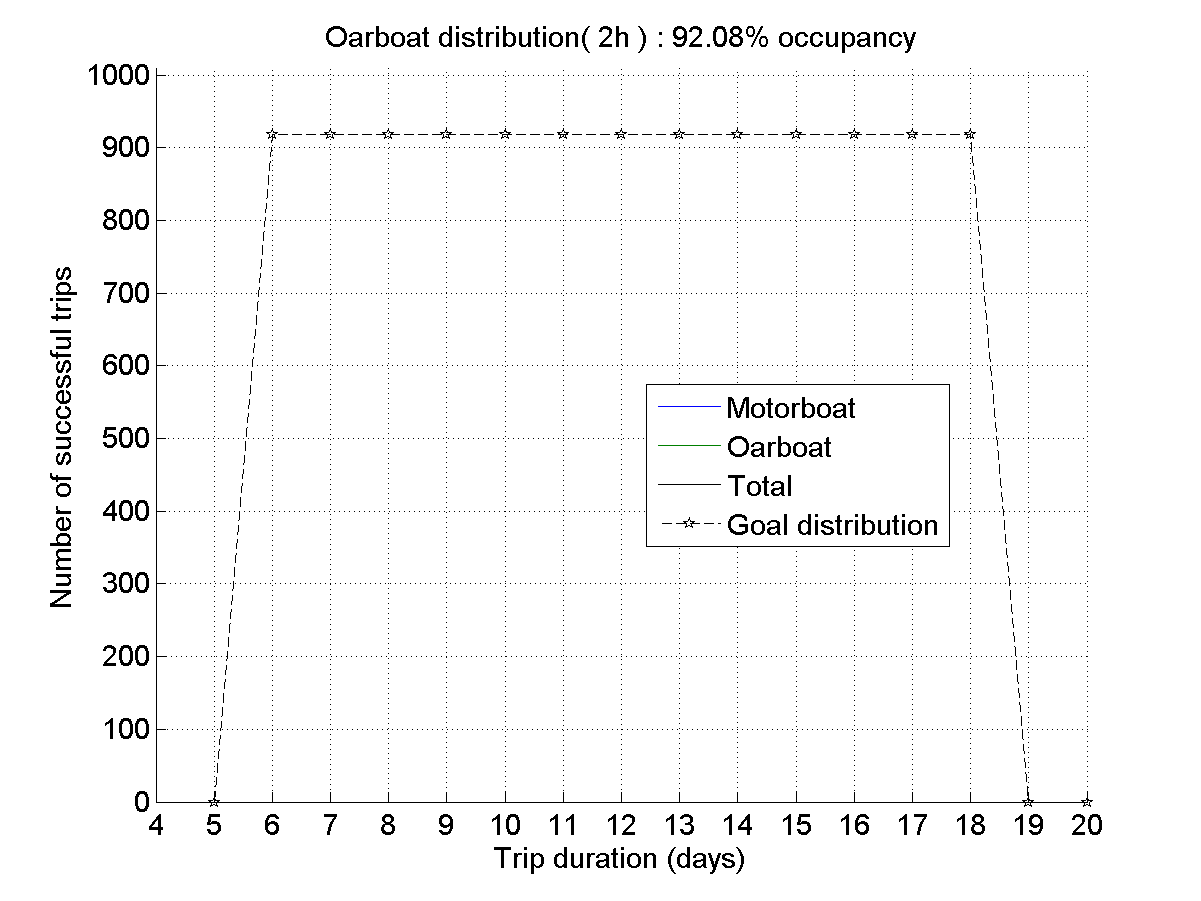 Oarboat distribution( 2h ) : 92.08% occupancy
1000
900
800
700
600
500
400
300
200
100
0
Number of successful trips
Motorboat
Oarboat
Total
Goal distribution
4 5 6 7 8 9 10 11 12 13 14 15 16 17 18 19 20
Trip duration (days)